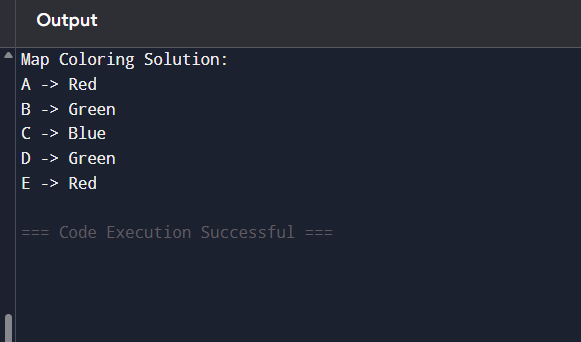 Output
Map Coloring Solution:
A -> Red
B -> Green
C -> Blue
D -> Green
E -> Red
=== Code Execution Successful ===